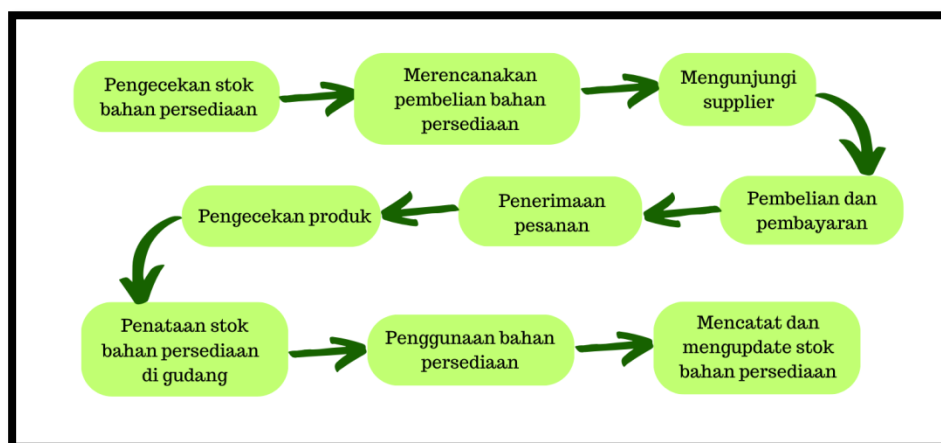 Pengecekan stok
bahan persediaan
Merencanakan
pembelian bahan
persediaan
Mengunjungi
supplier
Pembelian dan
pembayaran
Penerimaan
pesanan
Pengecekan produk
Penataan stok
bahan persediaan
di gudang
Penggunaan bahan
persediaan
Mencatat dan
mengupdate stok
bahan persediaan